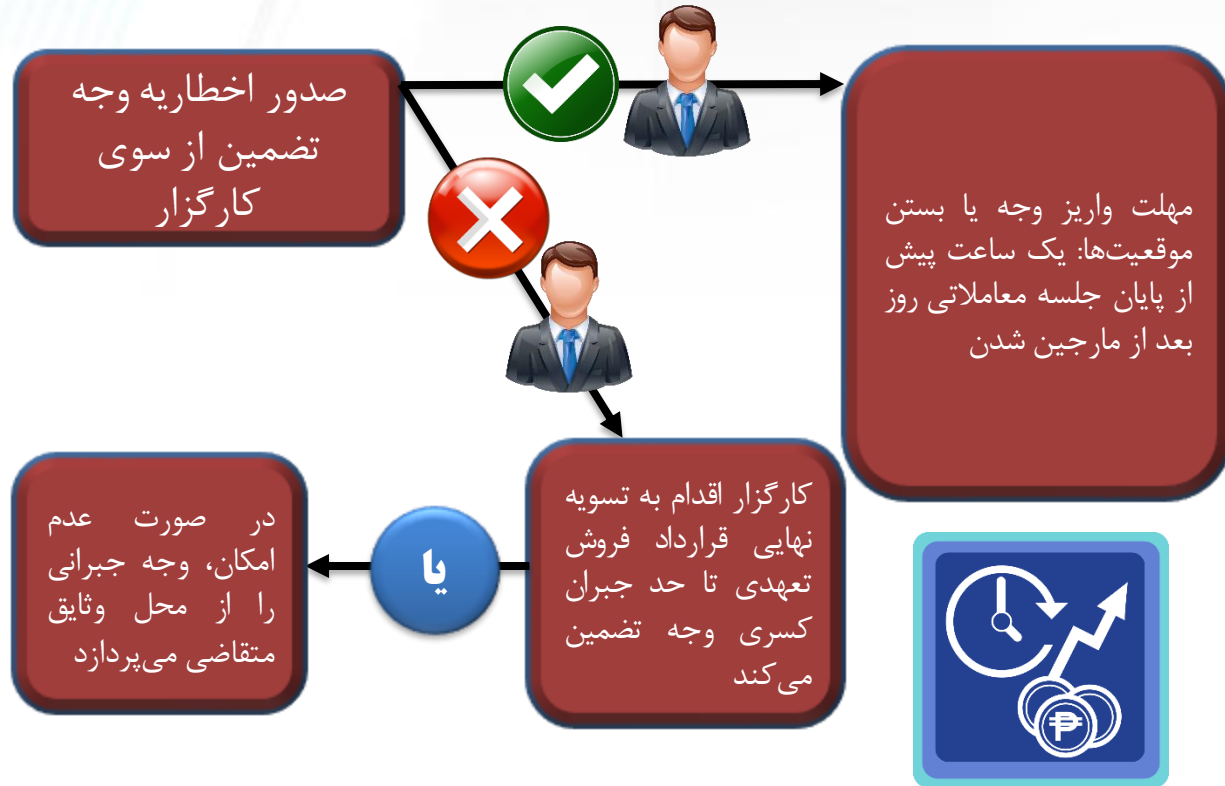 صدور اخطاریه وجه
تضمین از سوی
کارگزار
مهلت واریز وجه یا بستن
موقعیت‌ها: یک ساعت پیش
از پایان جلسه معاملاتی روز
بعد از مارجین شدن
کارگزار اقدام به تسویه
نهایی قرارداد فروش
تعهدی تا حد جبران
کسری وجه تضمین
می‌کند
یا
در صورت عدم
امکان، وجه جبرانی
را از محل وثایق
متقاضی می‌پردازد
₱